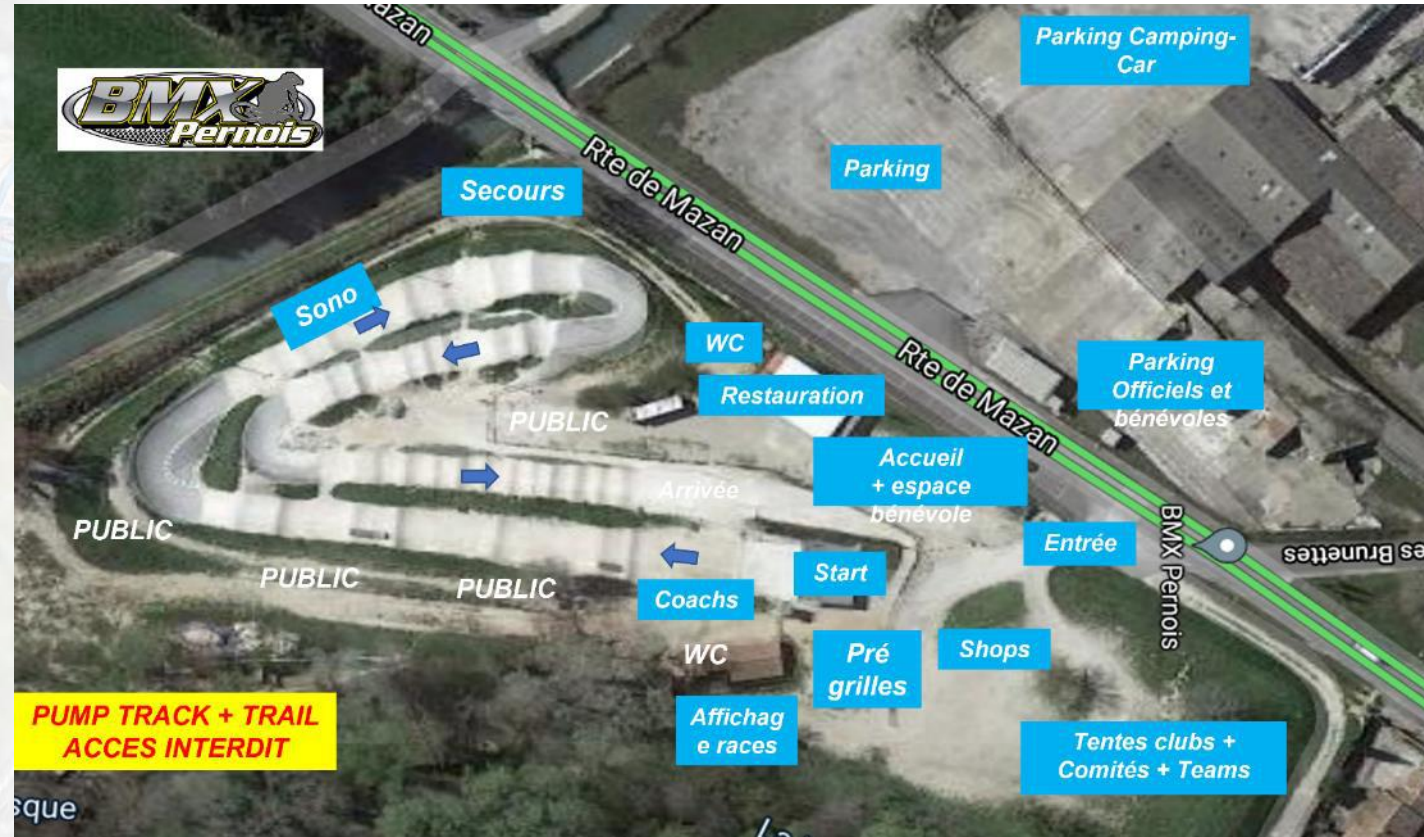 Mazan
Parking Camping-
Car
BMX
Pernois
Rte de Mazan
Parking
Secours
Sono
WC
Restauration
Rte de Mazan
Parking
Officiels et
bénévoles
PUBLIC
Accueil
+ espace
bénévole
Arrivée
PUBLIC
Entrée
BMX Pernois
es Brunettes
PUBLIC
PUBLIC
Start
Coachs
WC
Pré
grilles
Shops
PUMP TRACK + TRAIL
ACCES INTERDIT
Affichag
e races
Tentes clubs +
Comités + Teams
sque